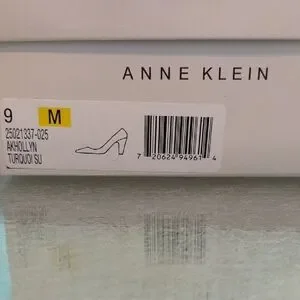 ANNE KLEIN
9 M
25021337-025
AKHOLLYN
TURQUOI SU
7 20624 94961 4